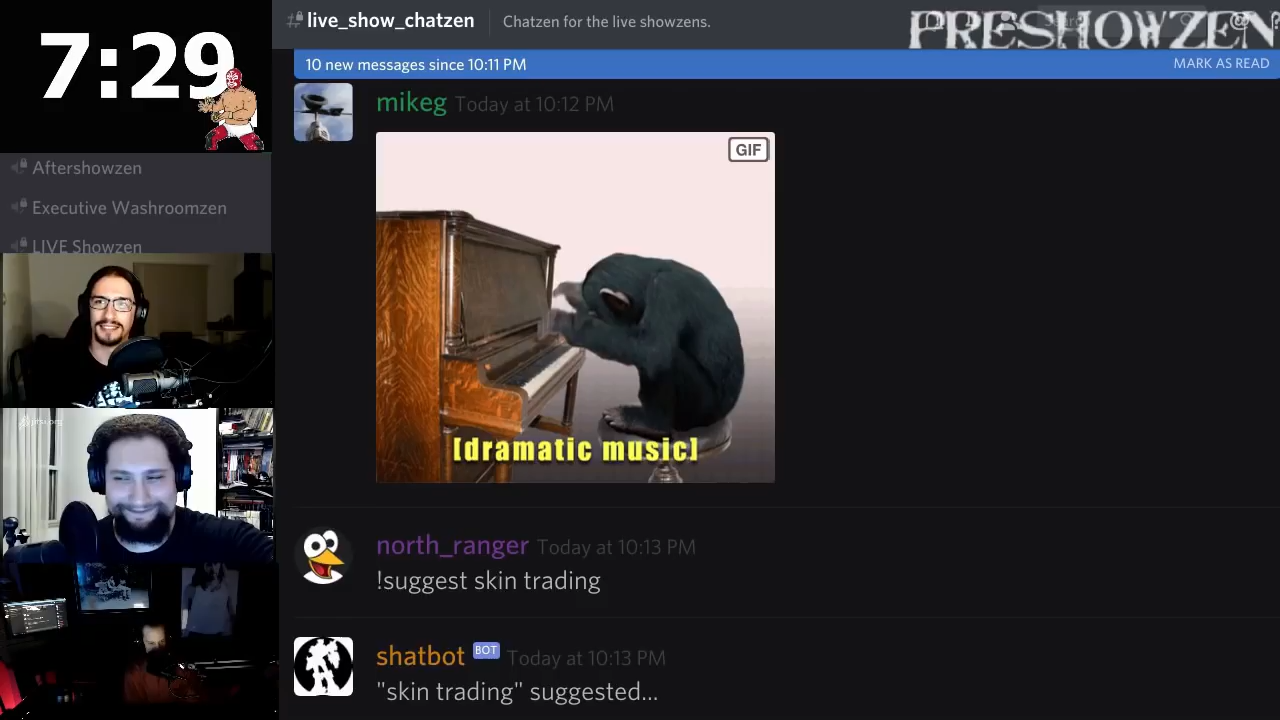 7:29
Aftershowzen
Executive Washroomzen
LIVE Showzen
live_show_chatzen
Chatzen for the live showzens.
PRESHOWZEN
10 new messages since 10:11 PM
MARK AS READ
mikeg Today at 10:12 PM
GIF
[dramatic music]
north_ranger Today at 10:13 PM
!suggest skin trading
shatbot BOT Today at 10:13 PM
"skin trading" suggested...